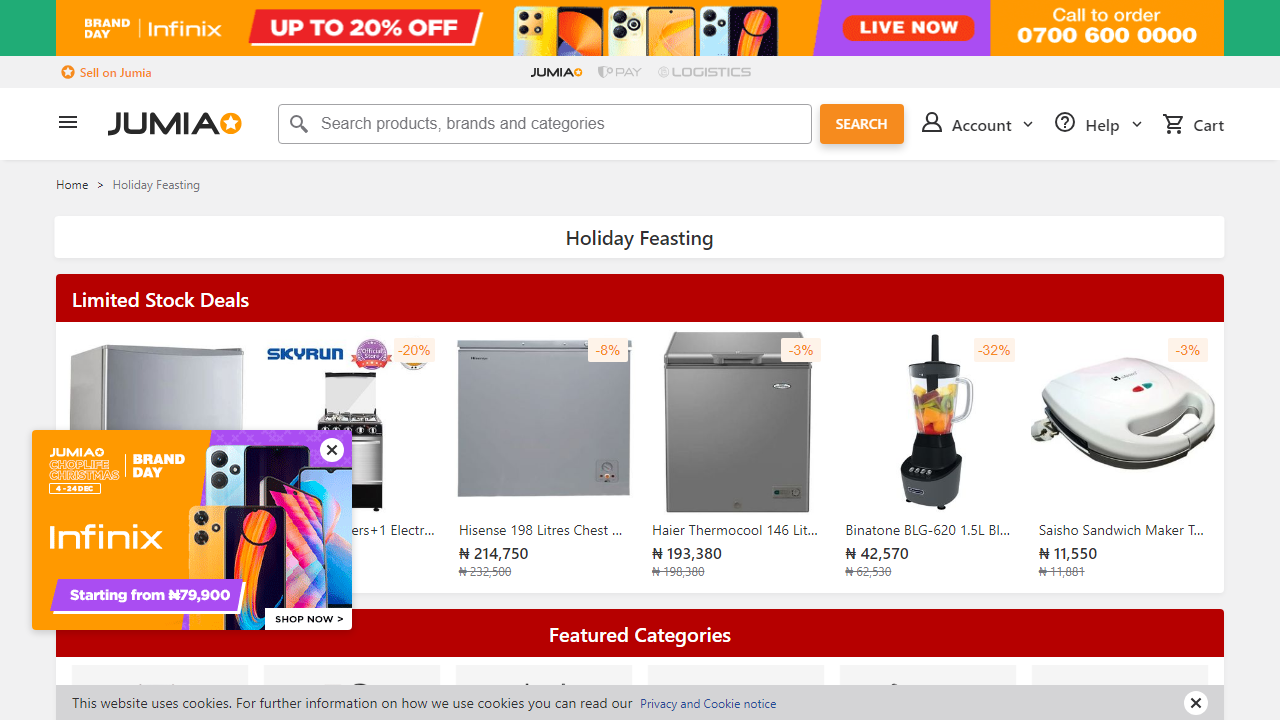 BRAND DAY
Infinix
UP TO 20% OFF
LIVE NOW
Call to order
0700 600 0000
Sell on Jumia
JUMIA
PAY
LOGISTICS
JUMIA
Search products, brands and categories
SEARCH
Account
Help
Cart
Home > Holiday Feasting
Holiday Feasting
Limited Stock Deals
SKYRUN
Official Store
-20%
-8%
-3%
-32%
-3%
ers+1 Electr...
Hisense 198 Litres Chest ...
₦ 214,750
₦ 232,500
Haier Thermocool 146 Lit...
₦ 193,380
₦ 198,380
Binatone BLG-620 1.5L Bl...
₦ 42,570
₦ 62,530
Saisho Sandwich Maker T...
₦ 11,550
₦ 11,881
JUMIA
CHOPLIFE
CHRISTMAS
4 - 24 DEC
BRAND
DAY
Infinix
Starting from ₦79,900
SHOP NOW >
Featured Categories
This website uses cookies. For further information on how we use cookies you can read our Privacy and Cookie notice